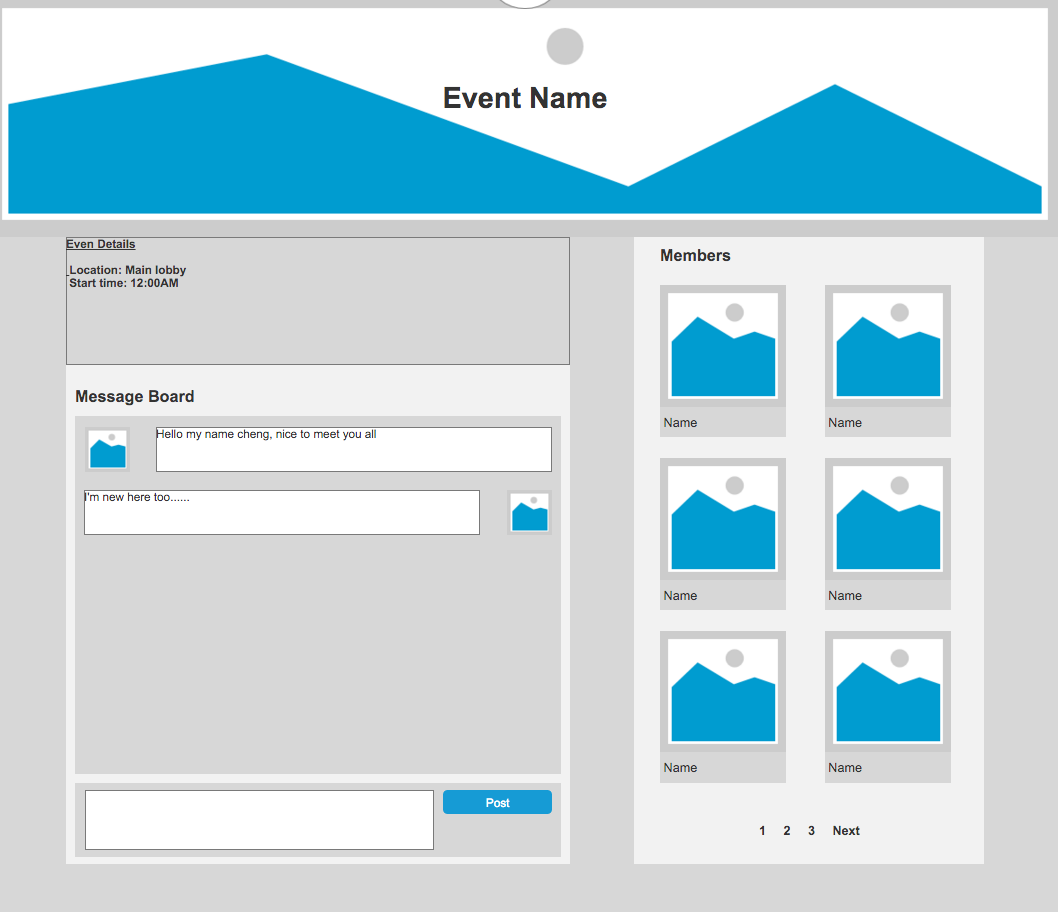 Event Name
Even Details
Location: Main lobby
Start time: 12:00AM
Message Board
Hello my name cheng, nice to meet you all
I'm new here too......
Post
Members
Name Name
Name Name
Name Name
1 2 3 Next